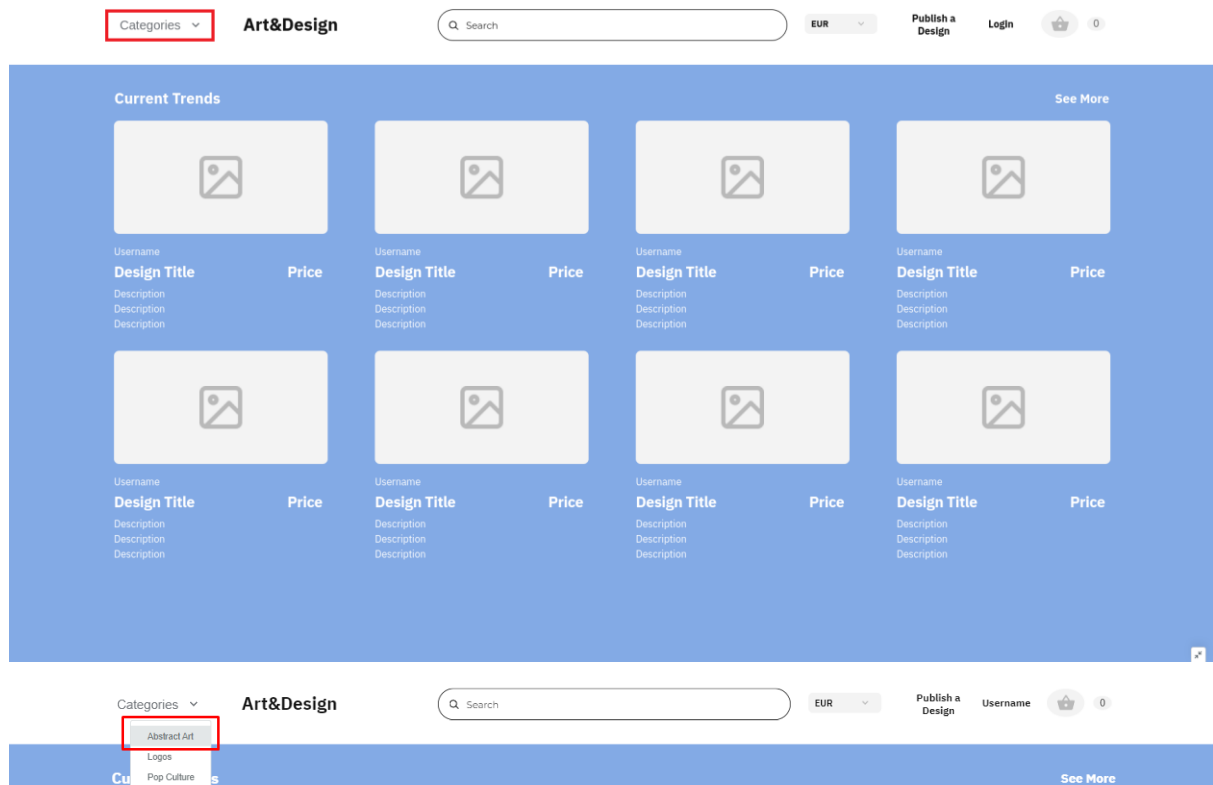 Categories Art&Design Search EUR Publish a Design Login 0
Current Trends See More
Username Username Username Username
Design Title Price Design Title Price Design Title Price Design Title Price
Description Description Description Description
Description Description Description Description
Description Description Description Description
Username Username Username Username
Design Title Price Design Title Price Design Title Price Design Title Price
Description Description Description Description
Description Description Description Description
Description Description Description Description
Categories Art&Design Search EUR Publish a Design Username 0
Abstract Art
Logos
Pop Culture
See More